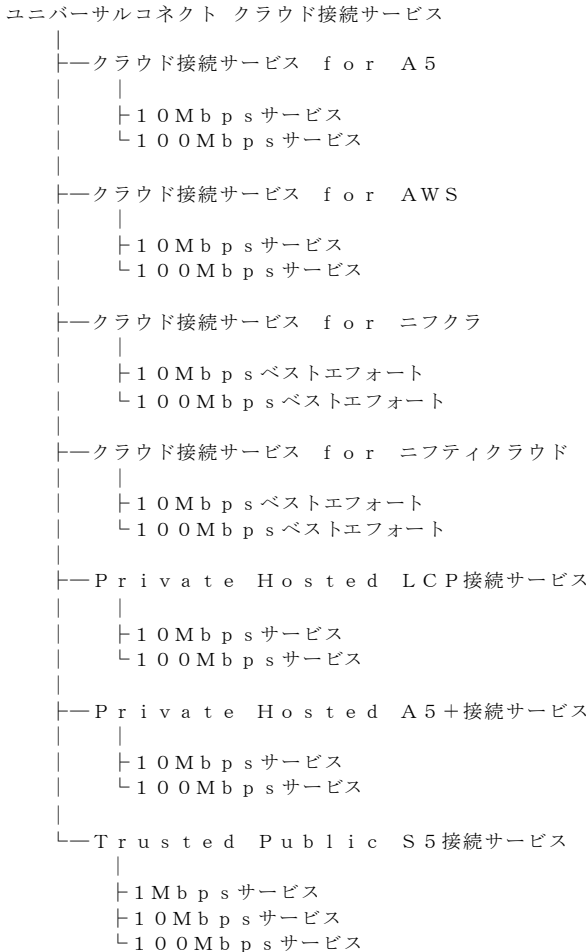 ユニバーサルコネクト クラウド接続サービス
├―クラウド接続サービス ｆｏｒ Ａ５
├１０Ｍｂｐｓサービス
└１００Ｍｂｐｓサービス
├―クラウド接続サービス ｆｏｒ ＡＷＳ
├１０Ｍｂｐｓサービス
└１００Ｍｂｐｓサービス
├―クラウド接続サービス ｆｏｒ ニフクラ
├１０Ｍｂｐｓベストエフォート
└１００Ｍｂｐｓベストエフォート
├―クラウド接続サービス ｆｏｒ ニフティクラウド
├１０Ｍｂｐｓベストエフォート
└１００Ｍｂｐｓベストエフォート
├―Ｐｒｉｖａｔｅ Ｈｏｓｔｅｄ ＬＣＰ接続サービス
├１０Ｍｂｐｓサービス
└１００Ｍｂｐｓサービス
├―Ｐｒｉｖａｔｅ Ｈｏｓｔｅｄ Ａ５＋接続サービス
├１０Ｍｂｐｓサービス
└１００Ｍｂｐｓサービス
└―Ｔｒｕｓｔｅｄ Ｐｕｂｌｉｃ Ｓ５接続サービス
├１Ｍｂｐｓサービス
├１０Ｍｂｐｓサービス
└１００Ｍｂｐｓサービス